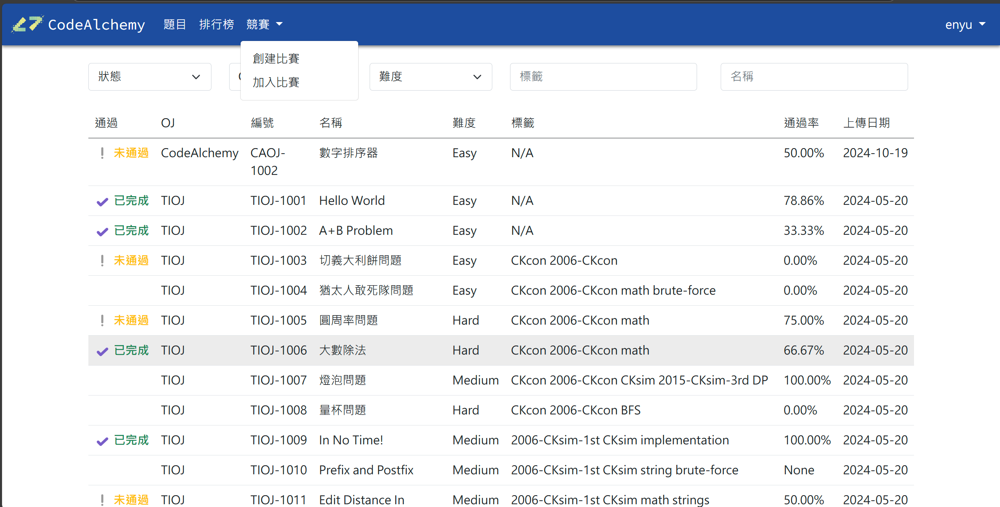 CodeAlchemy 題目 排行榜 競賽 enyu
創建比賽
加入比賽
狀態 難度 標籤 名稱
通過 OJ 編號 名稱 難度 標籤 通過率 上傳日期
未通過 CodeAlchemy CAOJ-1002 數字排序器 Easy N/A 50.00% 2024-10-19
已完成 TIOJ TIOJ-1001 Hello World Easy N/A 78.86% 2024-05-20
已完成 TIOJ TIOJ-1002 A+B Problem Easy N/A 33.33% 2024-05-20
未通過 TIOJ TIOJ-1003 切義大利餅問題 Easy CKcon 2006-CKcon 0.00% 2024-05-20
TIOJ TIOJ-1004 猶太人敢死隊問題 Easy CKcon 2006-CKcon math brute-force 0.00% 2024-05-20
未通過 TIOJ TIOJ-1005 圓周率問題 Hard CKcon 2006-CKcon math 75.00% 2024-05-20
已完成 TIOJ TIOJ-1006 大數除法 Hard CKcon 2006-CKcon math 66.67% 2024-05-20
TIOJ TIOJ-1007 燈泡問題 Medium CKcon 2006-CKcon CKsim 2015-CKsim-3rd DP 100.00% 2024-05-20
TIOJ TIOJ-1008 量杯問題 Hard CKcon 2006-CKcon BFS 0.00% 2024-05-20
已完成 TIOJ TIOJ-1009 In No Time! Medium 2006-CKsim-1st CKsim implementation 100.00% 2024-05-20
TIOJ TIOJ-1010 Prefix and Postfix Medium 2006-CKsim-1st CKsim string brute-force None 2024-05-20
未通過 TIOJ TIOJ-1011 Edit Distance In Medium 2006-CKsim-1st CKsim math strings 50.00% 2024-05-20